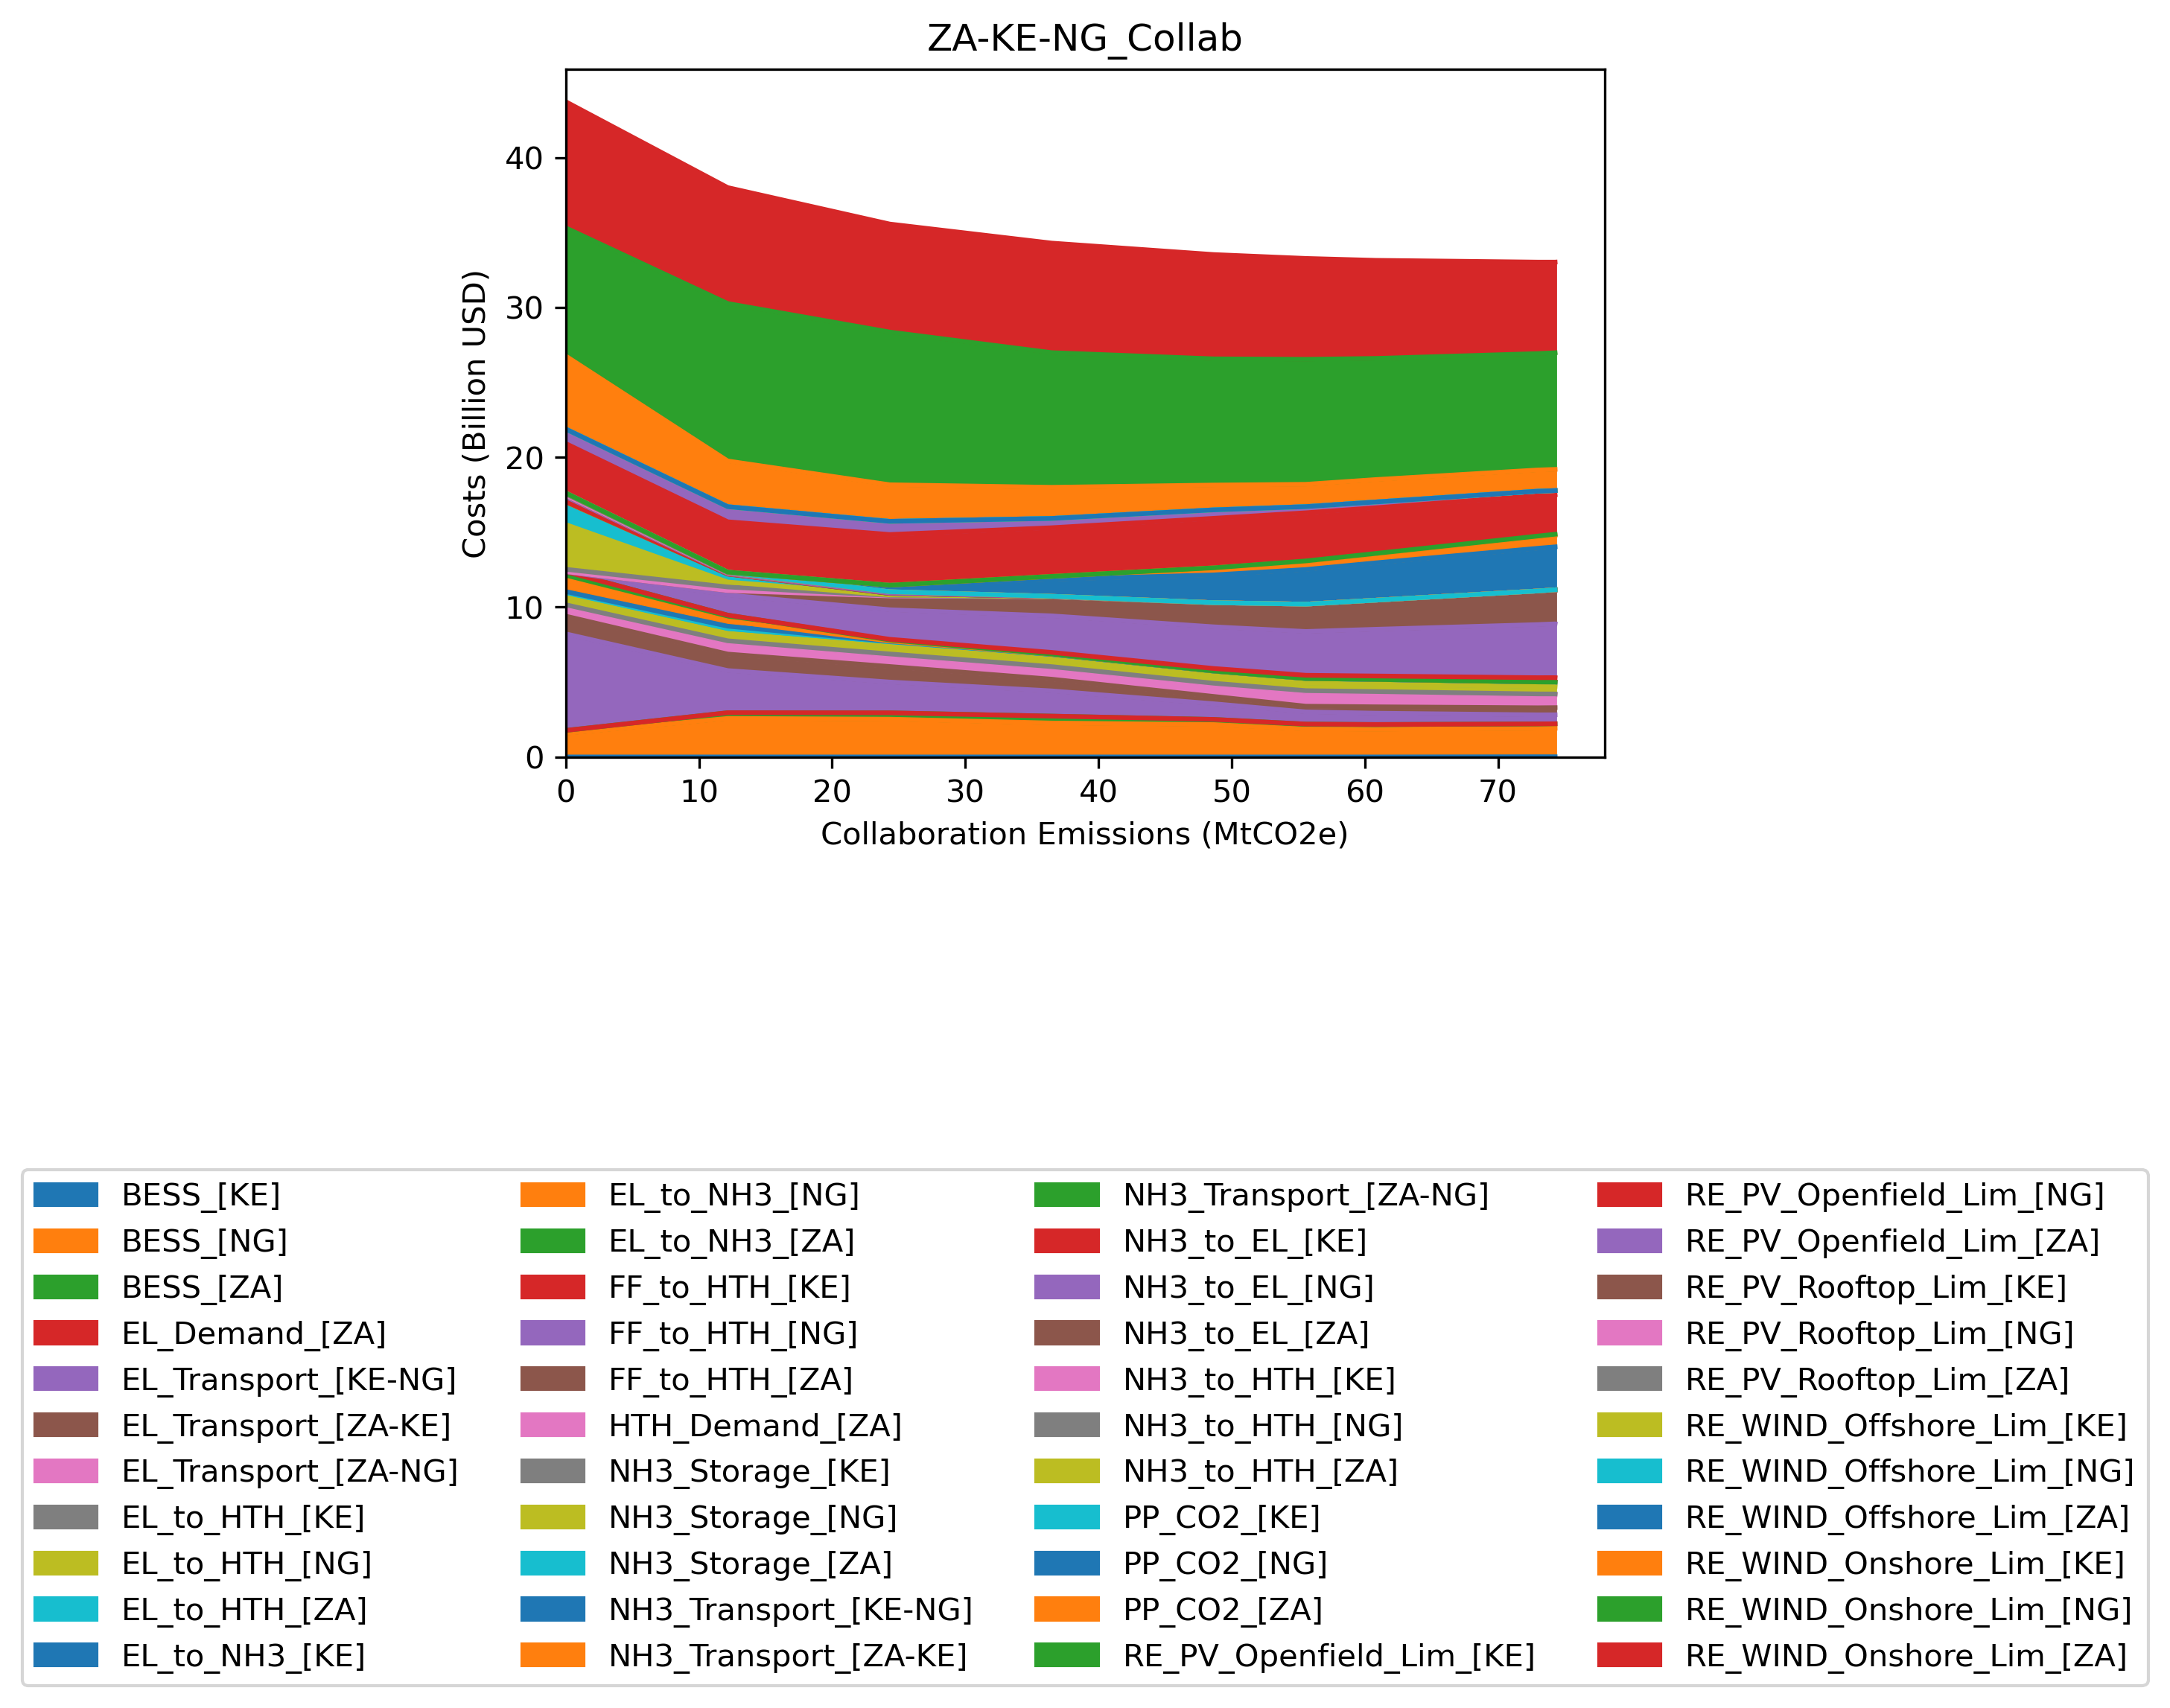 ZA-KE-NG_Collab
Costs (Billion USD)
40
30
20
10
0
0 10 20 30 40 50 60 70
Collaboration Emissions (MtCO2e)
BESS_[KE]
BESS_[NG]
BESS_[ZA]
EL_Demand_[ZA]
EL_Transport_[KE-NG]
EL_Transport_[ZA-KE]
EL_Transport_[ZA-NG]
EL_to_HTH_[KE]
EL_to_HTH_[NG]
EL_to_HTH_[ZA]
EL_to_NH3_[KE]
EL_to_NH3_[NG]
EL_to_NH3_[ZA]
FF_to_HTH_[KE]
FF_to_HTH_[NG]
FF_to_HTH_[ZA]
HTH_Demand_[ZA]
NH3_Storage_[KE]
NH3_Storage_[NG]
NH3_Storage_[ZA]
NH3_Transport_[KE-NG]
NH3_Transport_[ZA-KE]
NH3_Transport_[ZA-NG]
NH3_to_EL_[KE]
NH3_to_EL_[NG]
NH3_to_EL_[ZA]
NH3_to_HTH_[KE]
NH3_to_HTH_[NG]
NH3_to_HTH_[ZA]
PP_CO2_[KE]
PP_CO2_[NG]
PP_CO2_[ZA]
RE_PV_Openfield_Lim_[KE]
RE_PV_Openfield_Lim_[NG]
RE_PV_Openfield_Lim_[ZA]
RE_PV_Rooftop_Lim_[KE]
RE_PV_Rooftop_Lim_[NG]
RE_PV_Rooftop_Lim_[ZA]
RE_WIND_Offshore_Lim_[KE]
RE_WIND_Offshore_Lim_[NG]
RE_WIND_Offshore_Lim_[ZA]
RE_WIND_Onshore_Lim_[KE]
RE_WIND_Onshore_Lim_[NG]
RE_WIND_Onshore_Lim_[ZA]